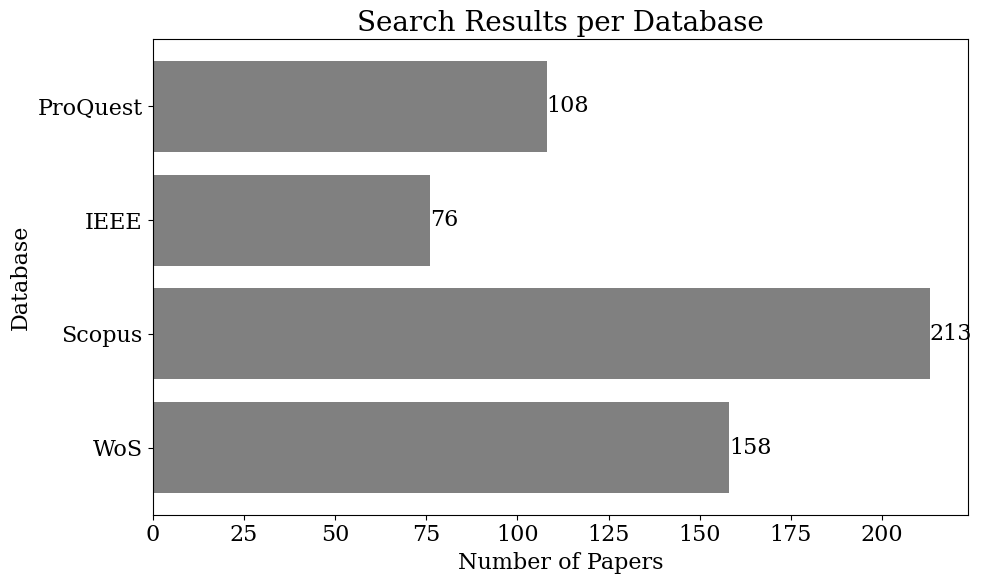 Search Results per Database
ProQuest
108
IEEE
76
Scopus
213
WoS
158
Database
0 25 50 75 100 125 150 175 200
Number of Papers